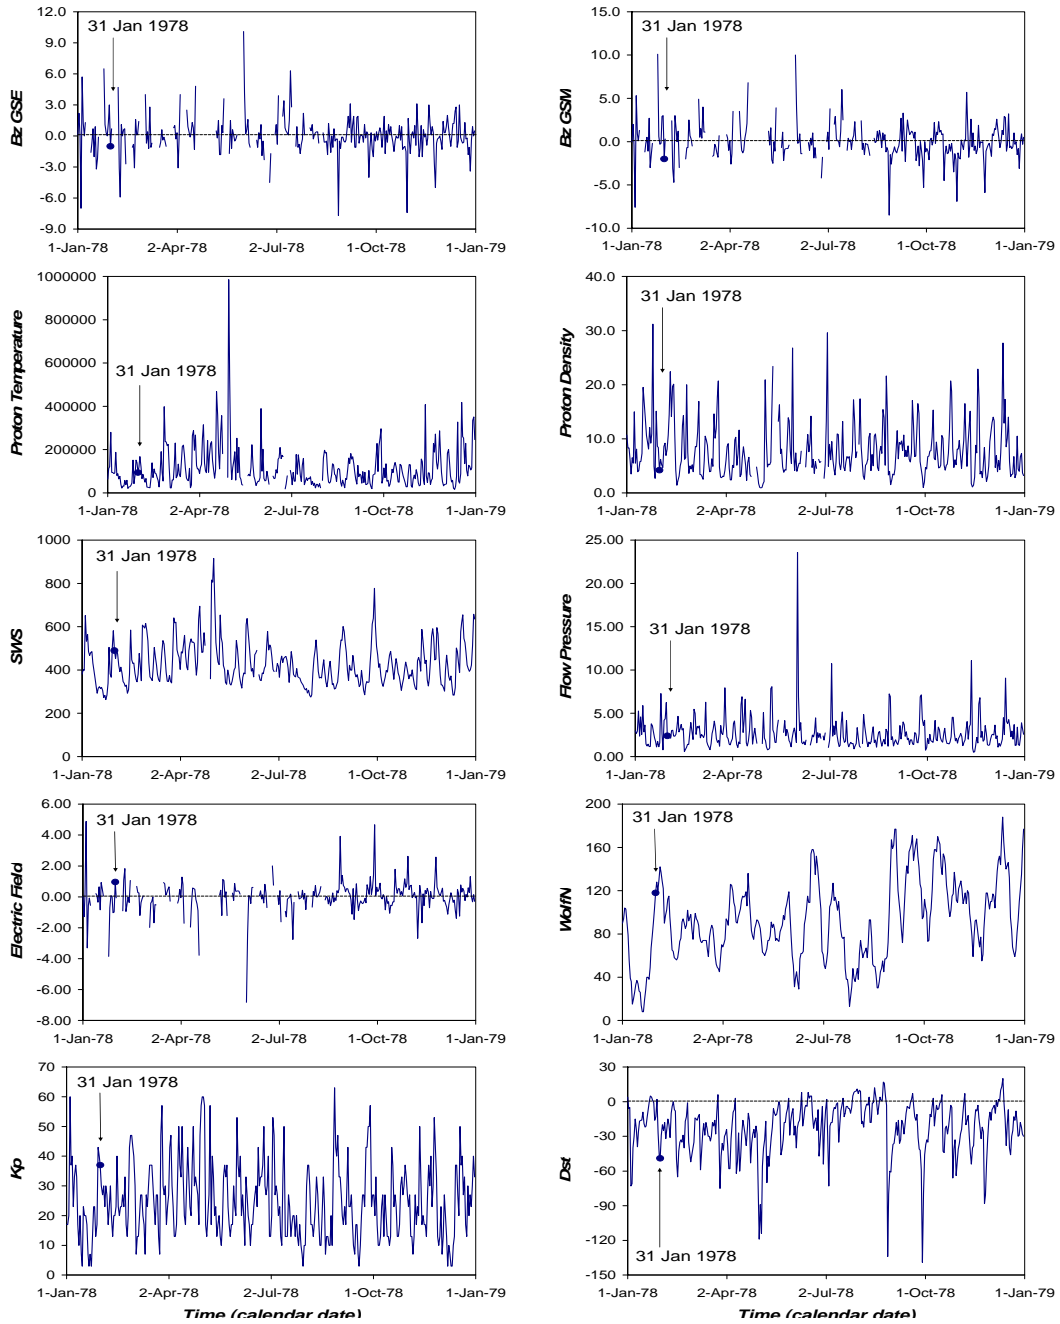 12.0
9.0
6.0
3.0
0.0
-3.0
-6.0
-9.0
Bz GSE
31 Jan 1978
1-Jan-78 2-Apr-78 2-Jul-78 1-Oct-78 1-Jan-79
15.0
10.0
5.0
0.0
-5.0
-10.0
Bz GSM
31 Jan 1978
1-Jan-78 2-Apr-78 2-Jul-78 1-Oct-78 1-Jan-79
1000000
800000
600000
400000
200000
0
Proton Temperature
31 Jan 1978
1-Jan-78 2-Apr-78 2-Jul-78 1-Oct-78 1-Jan-79
40.0
30.0
20.0
10.0
0.0
Proton Density
31 Jan 1978
1-Jan-78 2-Apr-78 2-Jul-78 1-Oct-78 1-Jan-79
1000
800
600
400
200
0
SWS
31 Jan 1978
1-Jan-78 2-Apr-78 2-Jul-78 1-Oct-78 1-Jan-79
25.00
20.00
15.00
10.00
5.00
0.00
Flow Pressure
31 Jan 1978
1-Jan-78 2-Apr-78 2-Jul-78 1-Oct-78 1-Jan-79
6.00
4.00
2.00
0.00
-2.00
-4.00
-6.00
-8.00
Electric Field
31 Jan 1978
1-Jan-78 2-Apr-78 2-Jul-78 1-Oct-78 1-Jan-79
200
160
120
80
40
0
WolfN
31 Jan 1978
1-Jan-78 2-Apr-78 2-Jul-78 1-Oct-78 1-Jan-79
70
60
50
40
30
20
10
0
Kp
31 Jan 1978
1-Jan-78 2-Apr-78 2-Jul-78 1-Oct-78 1-Jan-79
Time (calendar date)
30
0
-30
-60
-90
-120
-150
Dst
31 Jan 1978
1-Jan-78 2-Apr-78 2-Jul-78 1-Oct-78 1-Jan-79
Time (calendar date)